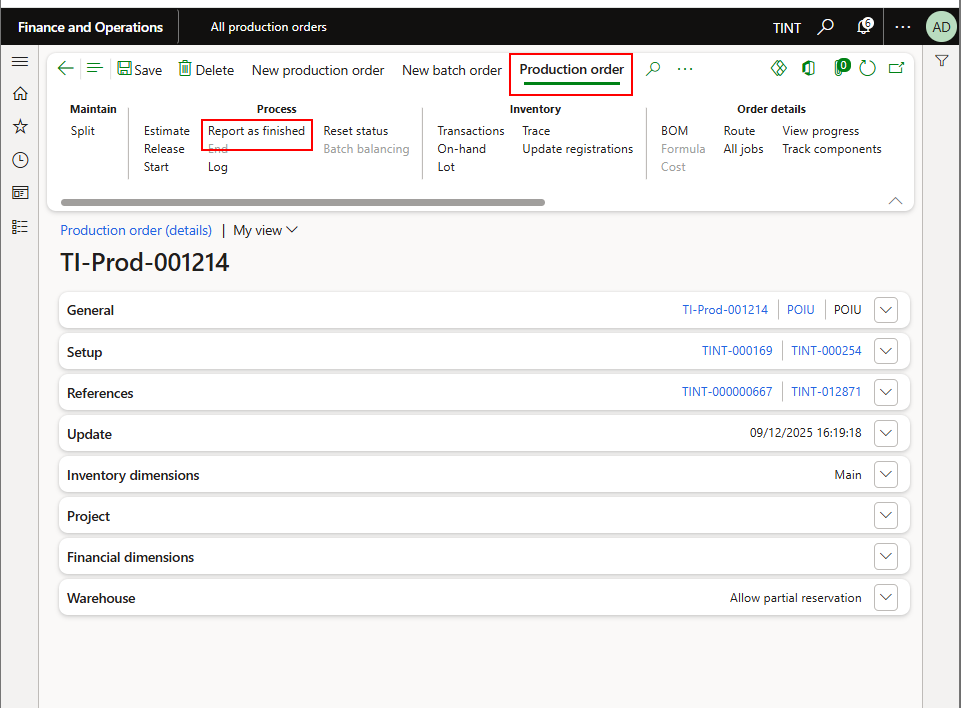 Finance and Operations All production orders TINT 6 ... AD
Save Delete New production order New batch order Production order ... 0
Maintain
Split
Process
Estimate Report as finished Reset status
Release End Batch balancing
Start Log
Inventory
Transactions Trace
On-hand Update registrations
Lot
Order details
BOM Route View progress
Formula All jobs Track components
Cost
Production order (details) | My view
TI-Prod-001214
General TI-Prod-001214 POIU POIU
Setup TINT-000169 TINT-000254
References TINT-000000667 TINT-012871
Update 09/12/2025 16:19:18
Inventory dimensions Main
Project
Financial dimensions
Warehouse Allow partial reservation